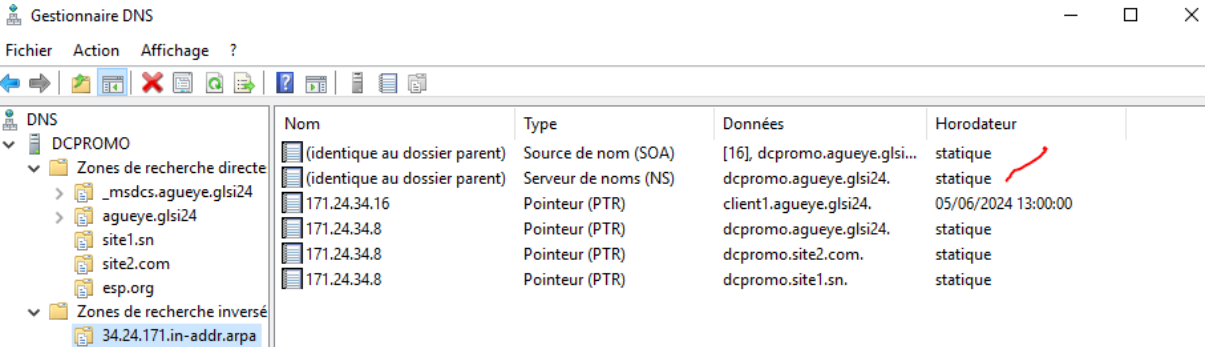 Gestionnaire DNS
Fichier Action Affichage ?
DNS
DCPROMO
Zones de recherche directe
_msdcs.agueye.glsi24
agueye.glsi24
site1.sn
site2.com
esp.org
Zones de recherche inversé
34.24.171.in-addr.arpa
Nom Type Données Horodateur
(identique au dossier parent) Source de nom (SOA) [16], dcpromo.agueye.glsi... statique
(identique au dossier parent) Serveur de noms (NS) dcpromo.agueye.glsi24. statique
171.24.34.16 Pointeur (PTR) client1.agueye.glsi24. 05/06/2024 13:00:00
171.24.34.8 Pointeur (PTR) dcpromo.agueye.glsi24. statique
171.24.34.8 Pointeur (PTR) dcpromo.site2.com. statique
171.24.34.8 Pointeur (PTR) dcpromo.site1.sn. statique